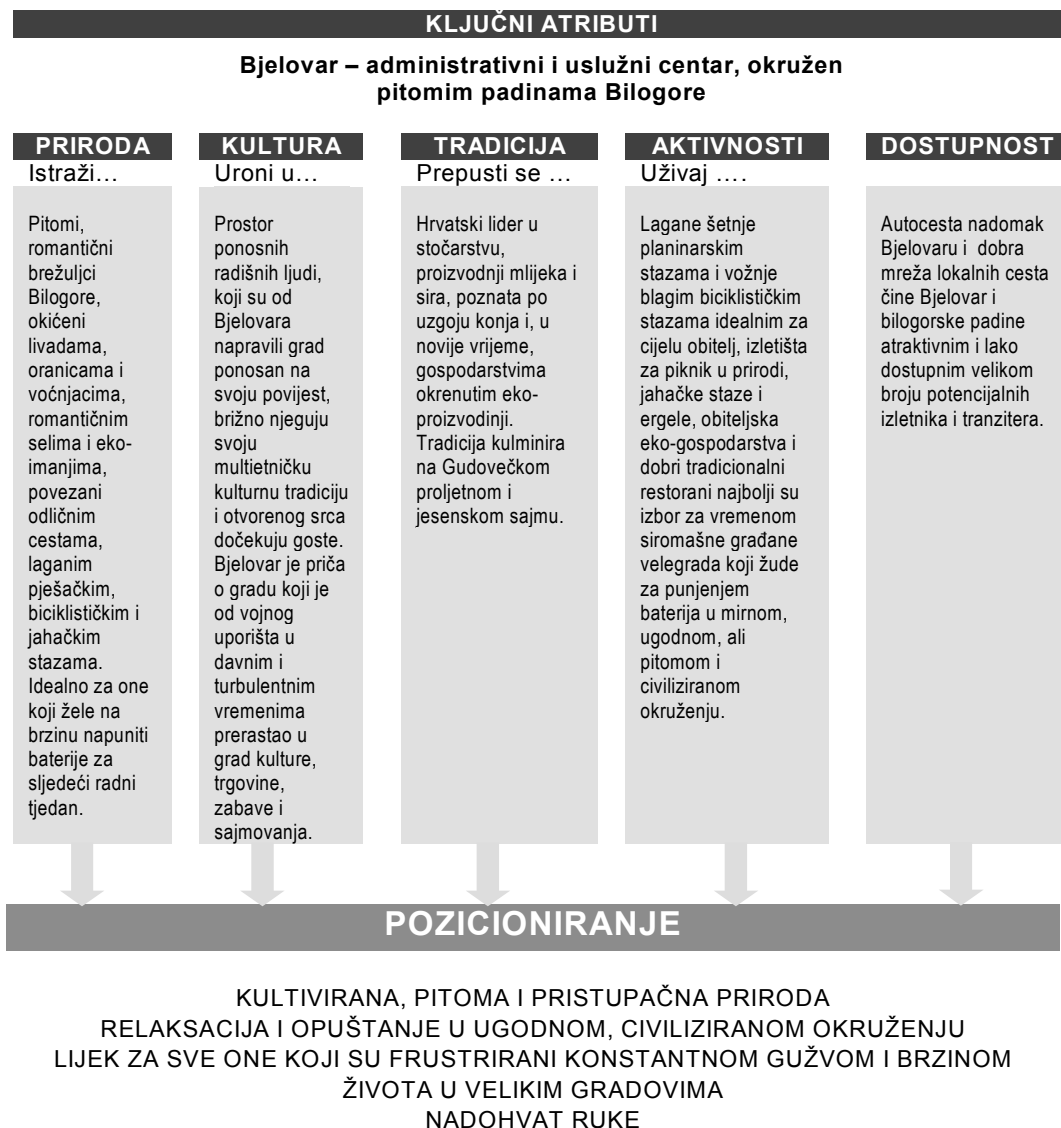 KLJUČNI ATRIBUTI
Bjelovar – administrativni i uslužni centar, okružen
pitomim padinama Bilogore
PRIRODA
Istraži…
Pitomi,
romantični
brežuljci
Bilogore,
okićeni
livadama,
oranicama i
voćnjacima,
romantičnim
selima i eko-
imanjima,
povezani
odličnim
cestama,
laganim
pješačkim,
biciklističkim i
jahačkim
stazama.
Idealno za one
koji žele na
brzinu napuniti
baterije za
sljedeći radni
tjedan.
KULTURA
Uroni u…
Prostor
ponosnih
radišnih ljudi,
koji su od
Bjelovara
napravili grad
ponosan na
svoju povijest,
brižno njeguju
svoju
multietničku
kulturnu tradiciju
i otvorenog srca
dočekuju goste.
Bjelovar je priča
o gradu koji je
od vojnog
uporišta u
davnim i
turbulentnim
vremenima
prerastao u
grad kulture,
trgovine,
zabave i
sajmovanja.
TRADICIJA
Prepusti se …
Hrvatski lider u
stočarstvu,
proizvodnji mlijeka i
sira, poznata po
uzgoju konja i, u
novije vrijeme,
gospodarstvima
okrenutim eko-
proizvodinji.
Tradicija kulminira
na Gudovečkom
proljetnom i
jesenskom sajmu.
AKTIVNOSTI
Uživaj ….
Lagane šetnje
planinarskim
stazama i vožnje
blagim biciklističkim
stazama idealnim za
cijelu obitelj, izletišta
za piknik u prirodi,
jahačke staze i
ergele, obiteljska
eko-gospodarstva i
dobri tradicionalni
restorani najbolji su
izbor za vremenom
siromašne građane
velegrada koji žude
za punjenjem
baterija u mirnom,
ugodnom, ali
pitomom i
civiliziranom
okruženju.
DOSTUPNOST
Autocesta nadomak
Bjelovaru i dobra
mreža lokalnih cesta
čine Bjelovar i
bilogorske padine
atraktivnim i lako
dostupnim velikom
broju potencijalnih
izletnika i tranzitera.
POZICIONIRANJE
KULTIVIRANA, PITOMA I PRISTUPAČNA PRIRODA
RELAKSACIJA I OPUŠTANJE U UGODNOM, CIVILIZIRANOM OKRUŽENJU
LIJEK ZA SVE ONE KOJI SU FRUSTRIRANI KONSTANTNOM GUŽVOM I BRZINOM
ŽIVOTA U VELIKIM GRADOVIMA
NADOHVAT RUKE